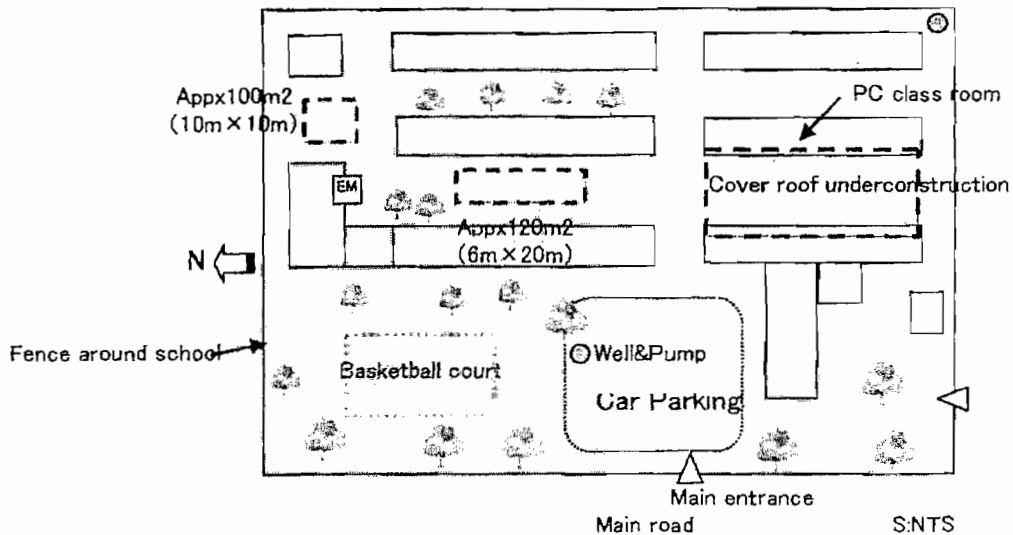 Appx100m2
(10m×10m)
PC class room
EM
Cover roof underconstruction
Appx120m2
(6m×20m)
N
Fence around school
Basketball court
Well&Pump
Car Parking
Main entrance
Main road
S:NTS